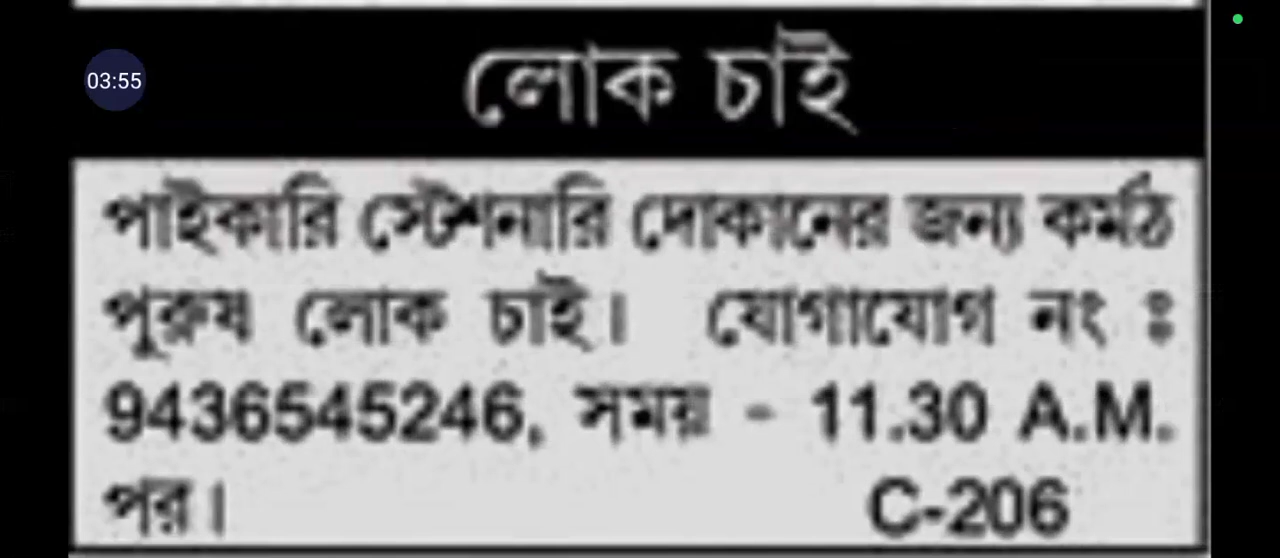 03:55
লোক চাই
পাইকারি স্টেশনারি দোকানের জন্য কর্মঠ
পুরুষ লোক চাই। যোগাযোগ নং ঃ
9436545246, সময় - 11.30 A.M.
পর। C-206